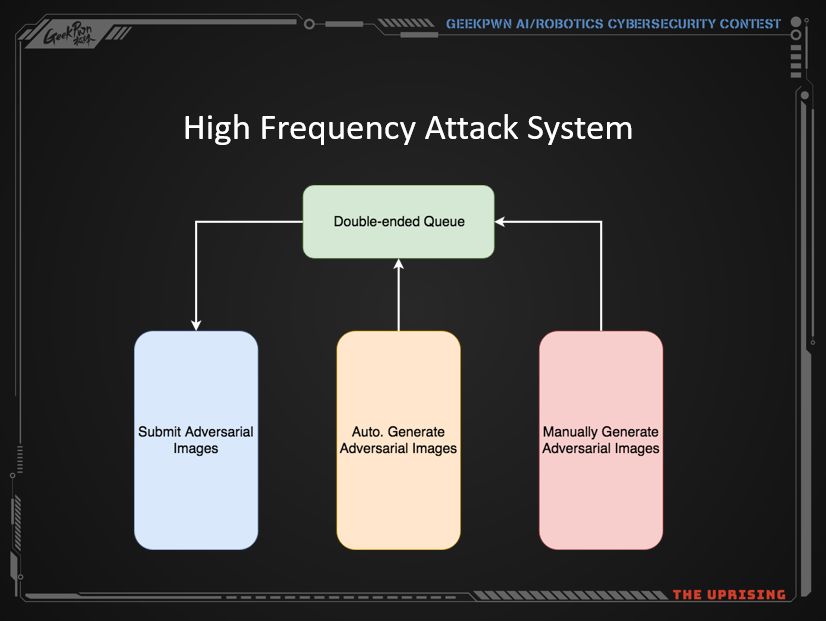 GeekPwn
GEEKPWN AI/ROBOTICS CYBERSECURITY CONTEST
High Frequency Attack System
Double-ended Queue
Submit Adversarial
Images
Auto. Generate
Adversarial Images
Manually Generate
Adversarial Images
THE UPRISING